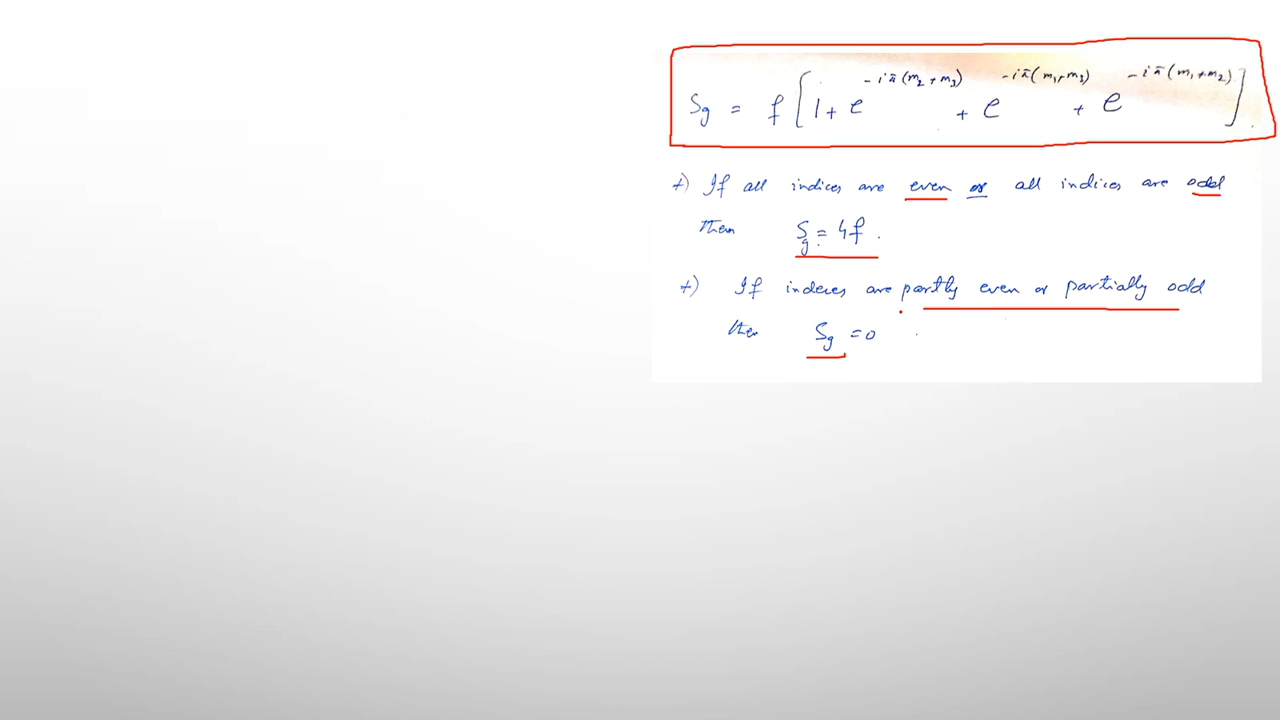 Sg = f [1 + e^{-iπ(m2 + m3)} + e^{-iπ(m1 + m3)} + e^{-iπ(m1 + m2)}]
+) If all indices are even or all indices are odd
then Sg = 4f.
+) If indeces are partly even or partially odd
then Sg = 0